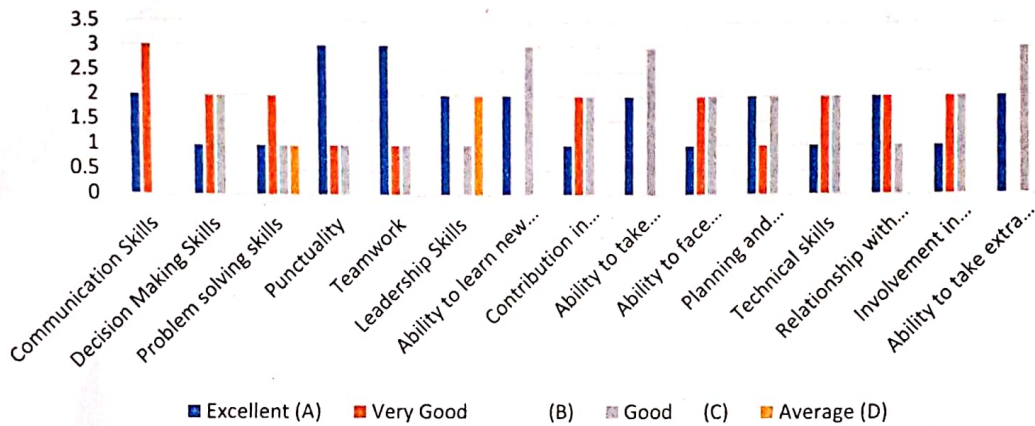 3.5
3
2.5
2
1.5
1
0.5
0
Communication Skills
Decision Making Skills
Problem solving skills
Punctuality
Teamwork
Leadership Skills
Ability to learn new...
Contribution in...
Ability to take...
Ability to face...
Planning and...
Technical skills
Relationship with...
Involvement in...
Ability to take extra...
Excellent (A) Very Good (B) Good (C) Average (D)